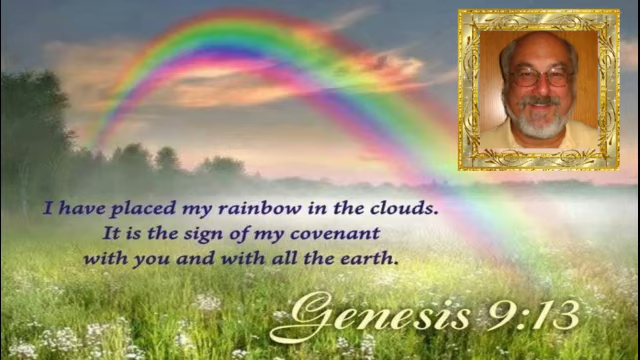 I have placed my rainbow in the clouds.
It is the sign of my covenant
with you and with all the earth.
Genesis 9:13